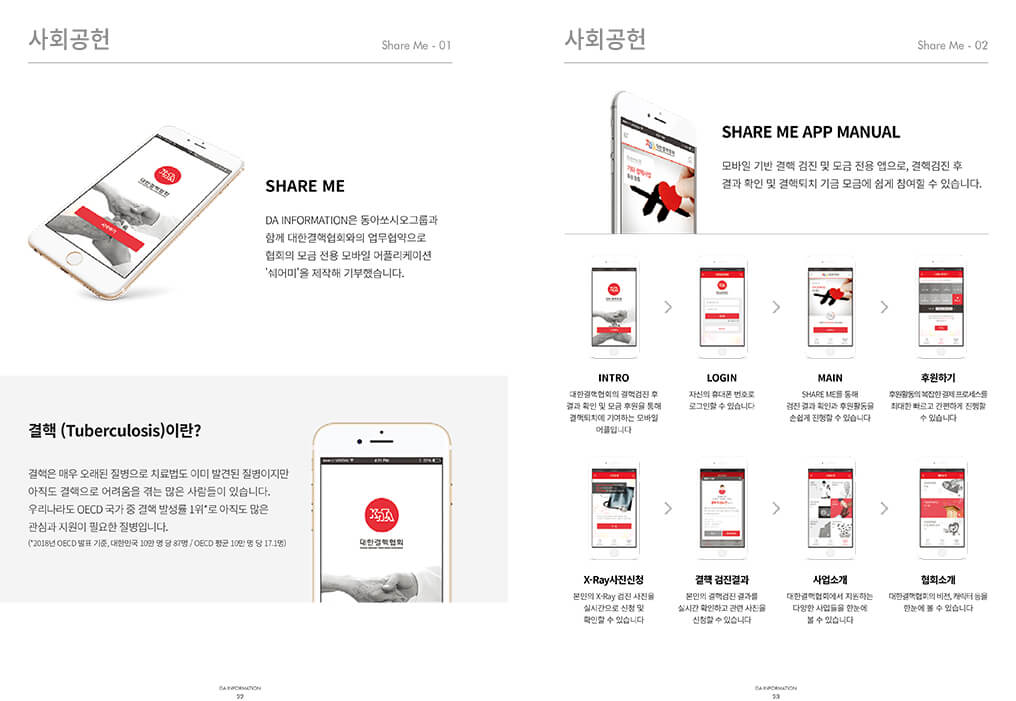 사회공헌
Share Me - 01
대한결핵협회
시작하기
SHARE ME
DA INFORMATION은 동아쏘시오그룹과
함께 대한결핵협회와의 업무협약으로
협회의 모금 전용 모바일 어플리케이션
'쉐어미'을 제작해 기부했습니다.
결핵 (Tuberculosis)이란?
결핵은 매우 오래된 질병으로 치료법도 이미 발견된 질병이지만
아직도 결핵으로 어려움을 겪는 많은 사람들이 있습니다.
우리나라도 OECD 국가 중 결핵 발생률 1위*로 아직도 많은
관심과 지원이 필요한 질병입니다.
(*2018년 OECD 발표 기준, 대한민국 10만 명 당 87명 / OECD 평균 10만 명 당 17.1명)
4:21 PM
대한결핵협회
DA INFORMATION
22
사회공헌
Share Me - 02
대한결핵협회
SHARE ME APP MANUAL
모바일 기반 결핵 검진 및 모금 전용 앱으로, 결핵검진 후
결과 확인 및 결핵퇴치 기금 모금에 쉽게 참여할 수 있습니다.
INTRO
대한결핵협회의 결핵검진 후
결과 확인 및 모금 후원을 통해
결핵퇴치에 기여하는 모바일
어플입니다
LOGIN
자신의 휴대폰 번호로
로그인할 수 있습니다
MAIN
SHARE ME를 통해
검진 결과 확인과 후원활동을
손쉽게 진행할 수 있습니다
후원하기
후원활동의 복잡한 결제 프로세스를
최대한 빠르고 간편하게 진행할
수 있습니다
X-Ray사진신청
본인의 X-Ray 검진 사진을
실시간으로 신청 및
확인할 수 있습니다
결핵 검진결과
본인의 결핵검진 결과를
실시간 확인하고 관련 사진을
신청할 수 있습니다
사업소개
대한결핵협회에서 지원하는
다양한 사업들을 한눈에
볼 수 있습니다
협회소개
대한결핵협회의 비전, 캐릭터 등을
한눈에 볼 수 있습니다
DA INFORMATION
23